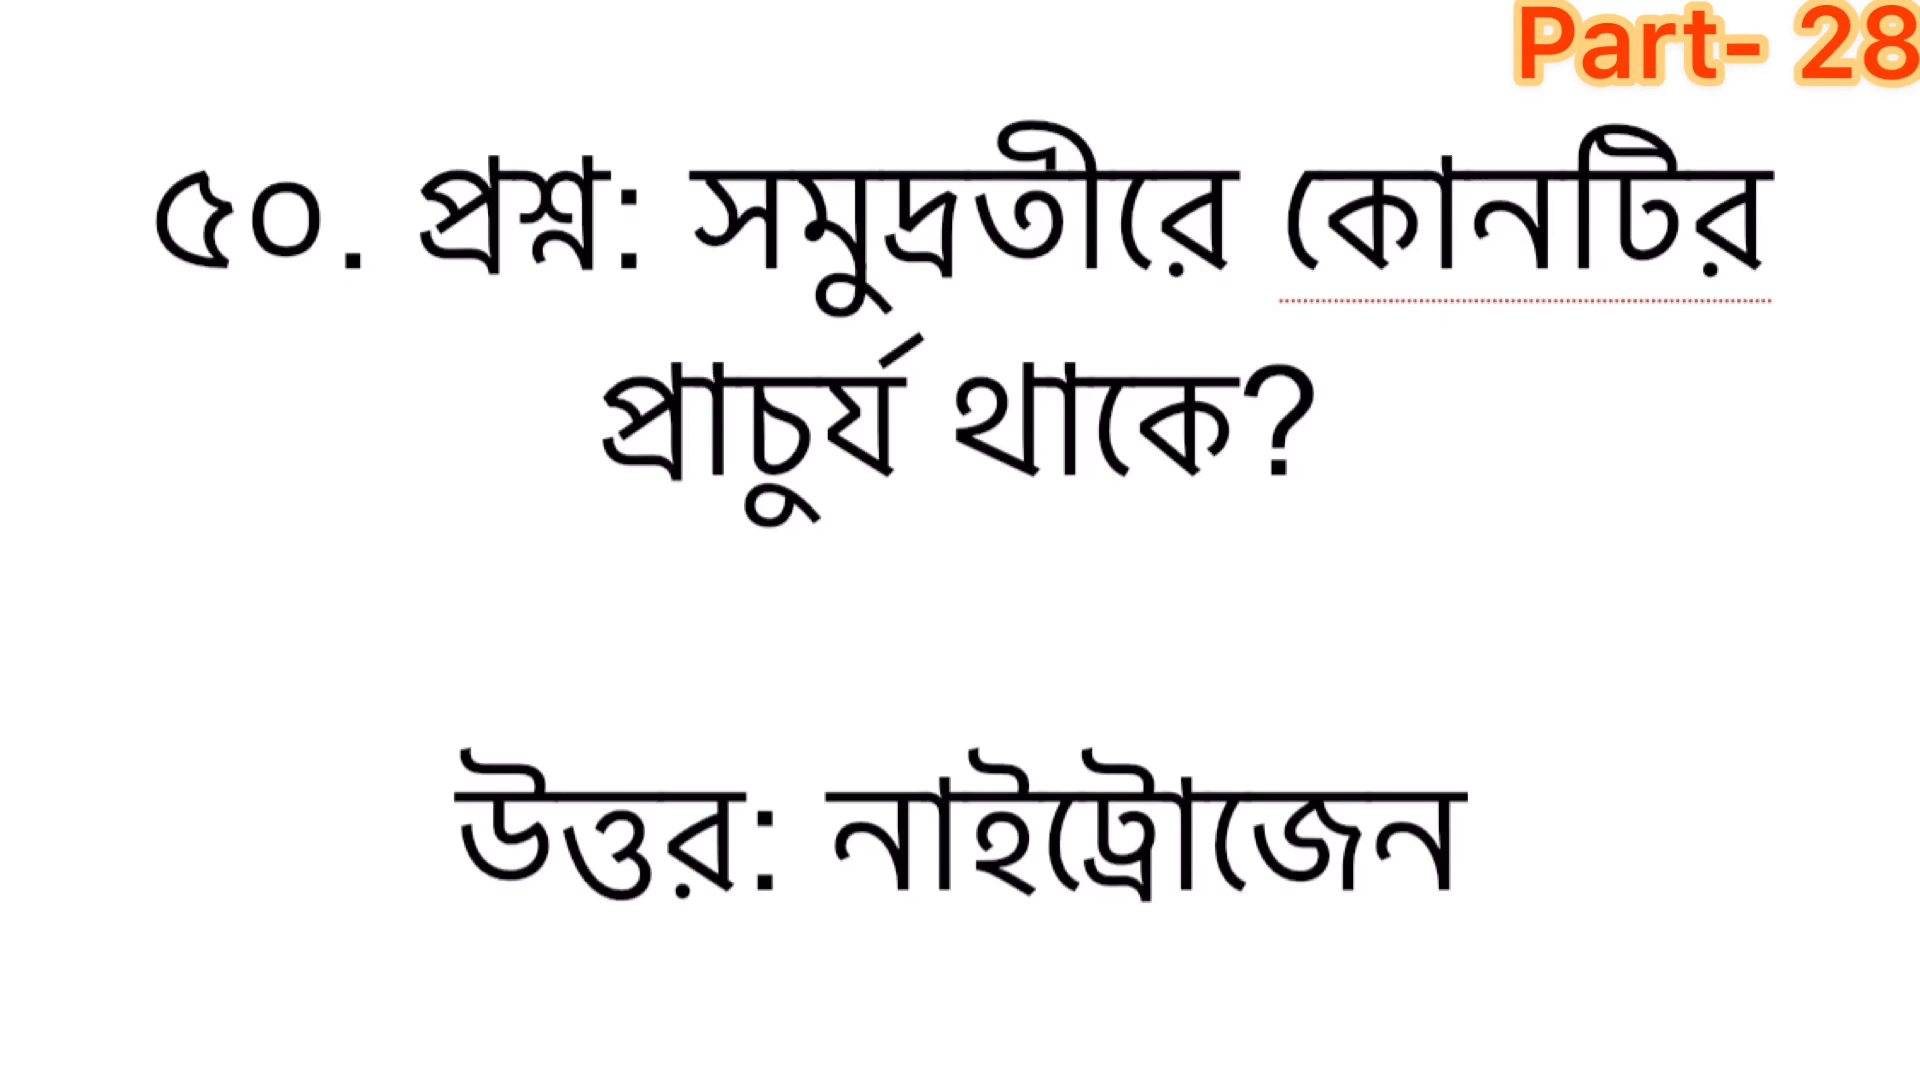 Part- 28
৫০. প্রশ্ন: সমুদ্রতীরে কোনটির
প্রাচুর্য থাকে?
উত্তর: নাইট্রোজেন